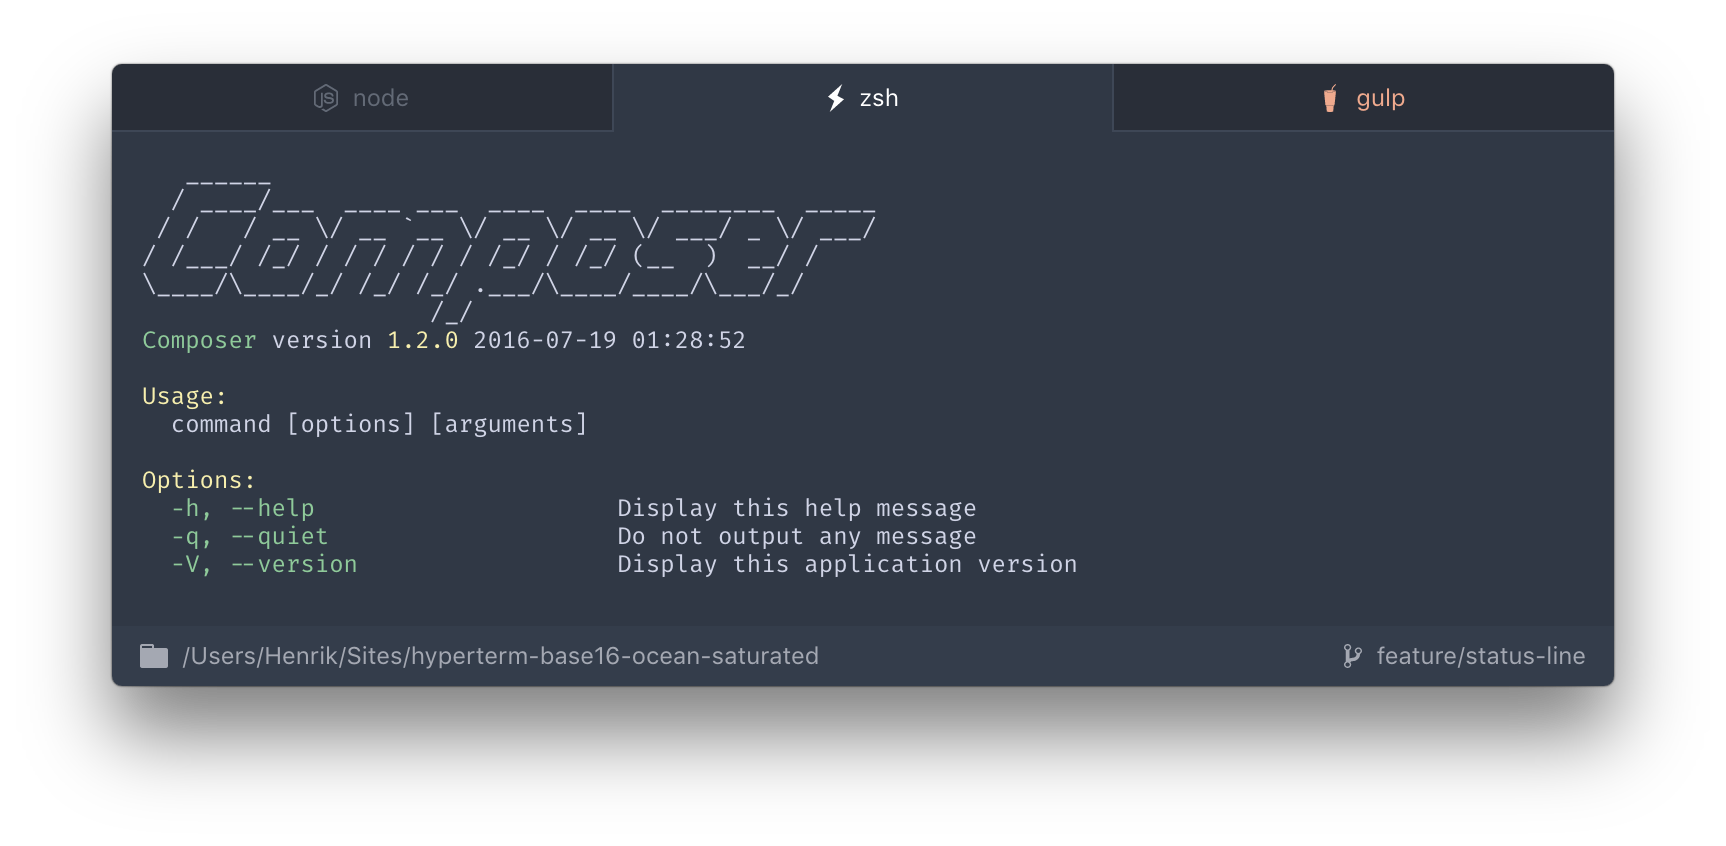 node
zsh
gulp
   ______
  / ____/___  ____ ___  ____  ____  ________  _____
 / /   / __ \/ __ `__ \/ __ \/ __ \/ ___/ _ \/ ___/
/ /___/ /_/ / / / / / / /_/ / /_/ (__  )  __/ /
\____/\____/_/ /_/ /_/ .___/\____/____/\___/_/
                    /_/
Composer version 1.2.0 2016-07-19 01:28:52
Usage:
  command [options] [arguments]
Options:
  -h, --help                     Display this help message
  -q, --quiet                    Do not output any message
  -V, --version                  Display this application version
/Users/Henrik/Sites/hyperterm-base16-ocean-saturated
feature/status-line